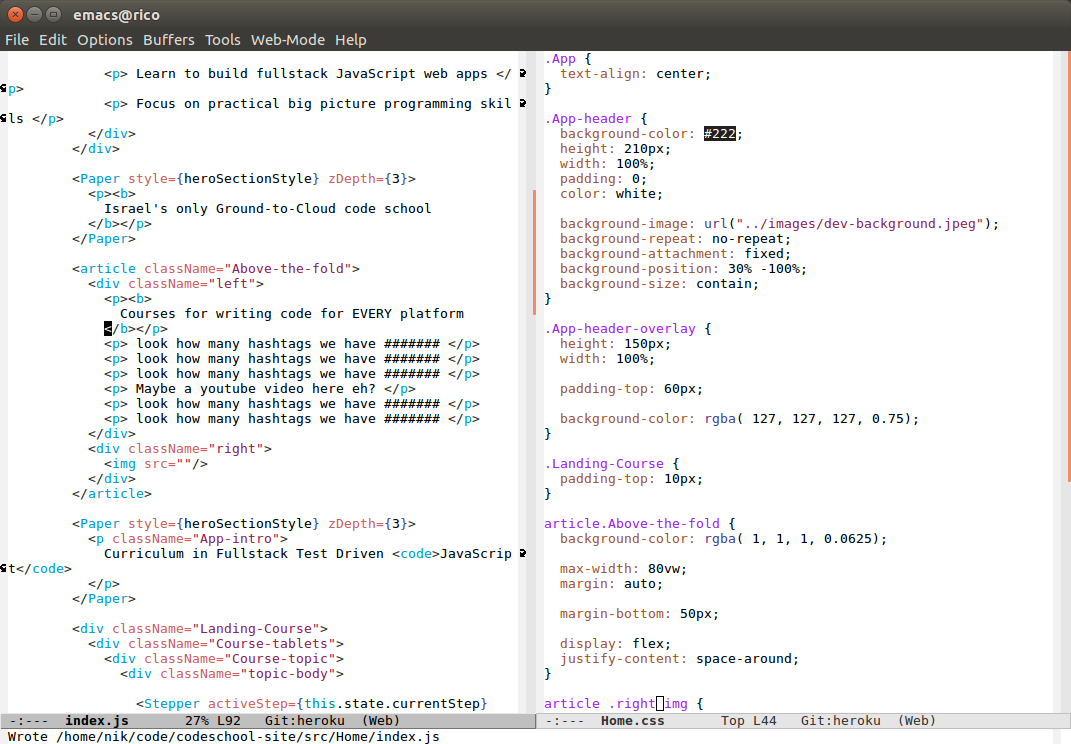 emacs@rico
File Edit Options Buffers Tools Web-Mode Help
<p> Learn to build fullstack JavaScript web apps </
p>
<p> Focus on practical big picture programming skil
ls </p>
</div>
</div>
<Paper style={heroSectionStyle} zDepth={3}>
<p><b>
Israel's only Ground-to-Cloud code school
</b></p>
</Paper>
<article className="Above-the-fold">
<div className="left">
<p><b>
Courses for writing code for EVERY platform
</b></p>
<p> look how many hashtags we have ####### </p>
<p> look how many hashtags we have ####### </p>
<p> look how many hashtags we have ####### </p>
<p> Maybe a youtube video here eh? </p>
<p> look how many hashtags we have ####### </p>
<p> look how many hashtags we have ####### </p>
</div>
<div className="right">
<img src=""/>
</div>
</article>
<Paper style={heroSectionStyle} zDepth={3}>
<p className="App-intro">
Curriculum in Fullstack Test Driven <code>JavaScrip
t</code>
</p>
</Paper>
<div className="Landing-Course">
<div className="Course-tablets">
<div className="Course-topic">
<div className="topic-body">
<Stepper activeStep={this.state.currentStep}
-:--- index.js 27% L92 Git:heroku (Web)
.App {
text-align: center;
}
.App-header {
background-color: #222;
height: 210px;
width: 100%;
padding: 0;
color: white;
background-image: url("../images/dev-background.jpeg");
background-repeat: no-repeat;
background-attachment: fixed;
background-position: 30% -100%;
background-size: contain;
}
.App-header-overlay {
height: 150px;
width: 100%;
padding-top: 60px;
background-color: rgba( 127, 127, 127, 0.75);
}
.Landing-Course {
padding-top: 10px;
}
article.Above-the-fold {
background-color: rgba( 1, 1, 1, 0.0625);
max-width: 80vw;
margin: auto;
margin-bottom: 50px;
display: flex;
justify-content: space-around;
}
article .right img {
-:--- Home.css Top L44 Git:heroku (Web)
Wrote /home/nik/code/codeschool-site/src/Home/index.js